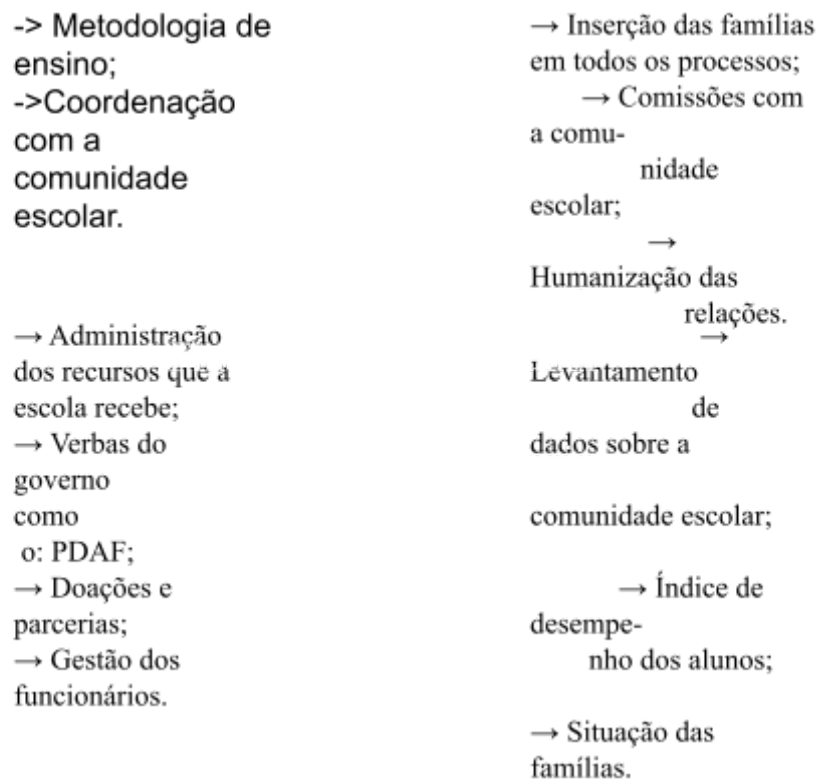 -> Metodologia de
ensino;
->Coordenação
com a
comunidade
escolar.
→ Administração
dos recursos que a
escola recebe;
→ Verbas do
governo
como
o: PDAF;
→ Doações e
parcerias;
→ Gestão dos
funcionários.
→ Inserção das famílias
em todos os processos;
→ Comissões com
a comu-
nidade
escolar;
→
Humanização das
relações.
→
Levantamento
de
dados sobre a
comunidade escolar;
→ Índice de
desempe-
nho dos alunos;
→ Situação das
famílias.